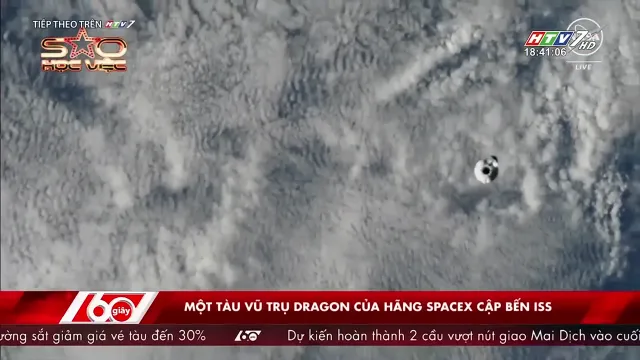 TIẾP THEO TRÊN HTV7
SAO
HỌC VIỆC
HTV7 HD
18:41:06
LIVE
60 giây
MỘT TÀU VŨ TRỤ DRAGON CỦA HÃNG SPACEX CẬP BẾN ISS
ường sắt giảm giá vé tàu đến 30% 60 Dự kiến hoàn thành 2 cầu vượt nút giao Mai Dịch vào cuố